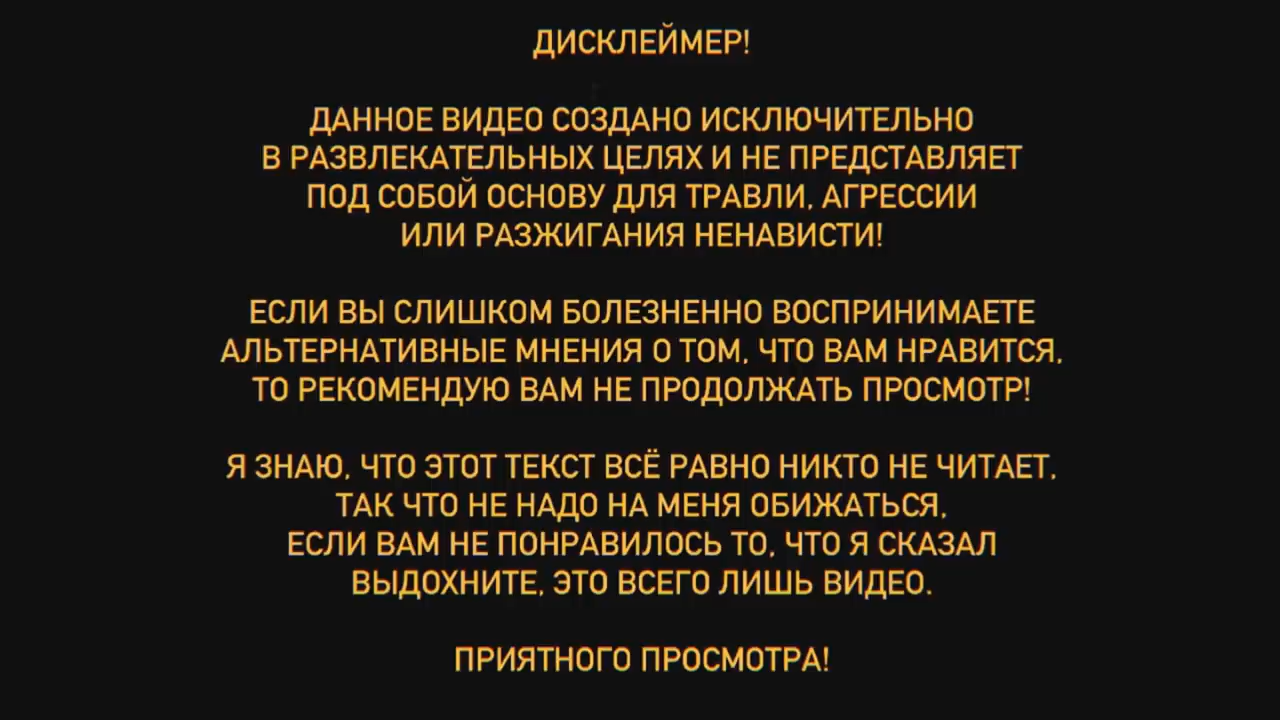 ДИСКЛЕЙМЕР!
ДАННОЕ ВИДЕО СОЗДАНО ИСКЛЮЧИТЕЛЬНО
В РАЗВЛЕКАТЕЛЬНЫХ ЦЕЛЯХ И НЕ ПРЕДСТАВЛЯЕТ
ПОД СОБОЙ ОСНОВУ ДЛЯ ТРАВЛИ, АГРЕССИИ
ИЛИ РАЗЖИГАНИЯ НЕНАВИСТИ!
ЕСЛИ ВЫ СЛИШКОМ БОЛЕЗНЕННО ВОСПРИНИМАЕТЕ
АЛЬТЕРНАТИВНЫЕ МНЕНИЯ О ТОМ, ЧТО ВАМ НРАВИТСЯ,
ТО РЕКОМЕНДУЮ ВАМ НЕ ПРОДОЛЖАТЬ ПРОСМОТР!
Я ЗНАЮ, ЧТО ЭТОТ ТЕКСТ ВСЁ РАВНО НИКТО НЕ ЧИТАЕТ,
ТАК ЧТО НЕ НАДО НА МЕНЯ ОБИЖАТЬСЯ,
ЕСЛИ ВАМ НЕ ПОНРАВИЛОСЬ ТО, ЧТО Я СКАЗАЛ
ВЫДОХНИТЕ, ЭТО ВСЕГО ЛИШЬ ВИДЕО.
ПРИЯТНОГО ПРОСМОТРА!